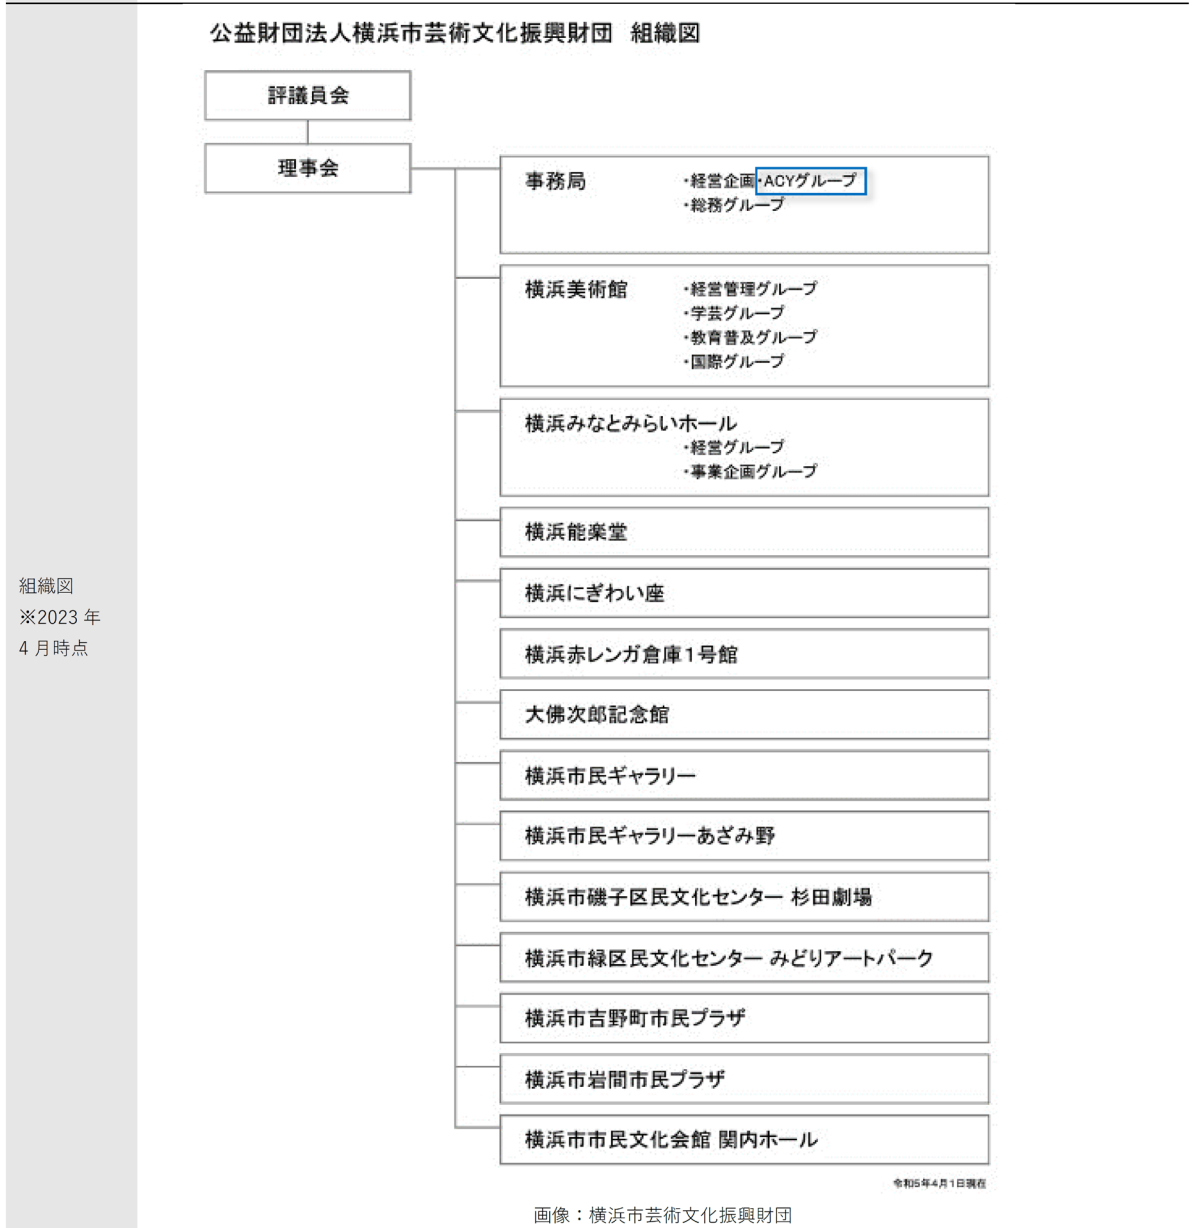 公益財団法人横浜市芸術文化振興財団 組織図
評議員会
理事会
事務局
・経営企画・ACYグループ
・総務グループ
横浜美術館
・経営管理グループ
・学芸グループ
・教育普及グループ
・国際グループ
横浜みなとみらいホール
・経営グループ
・事業企画グループ
横浜能楽堂
横浜にぎわい座
横浜赤レンガ倉庫1号館
大佛次郎記念館
横浜市民ギャラリー
横浜市民ギャラリーあざみ野
横浜市磯子区民文化センター 杉田劇場
横浜市緑区民文化センター みどりアートパーク
横浜市吉野町市民プラザ
横浜市岩間市民プラザ
横浜市市民文化会館 関内ホール
令和5年4月1日現在
組織図
※2023 年
4 月時点
画像：横浜市芸術文化振興財団